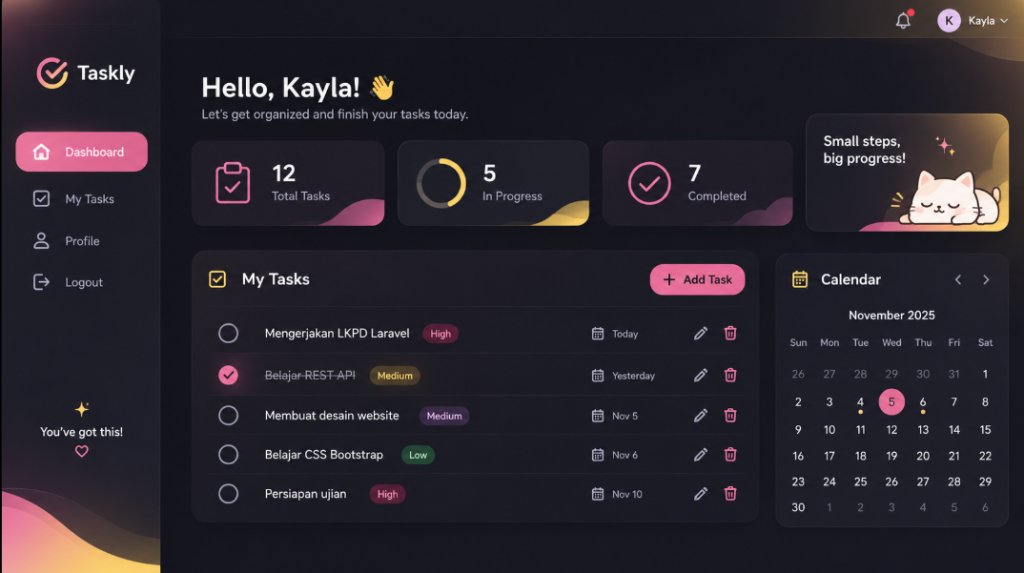 K
Kayla
Taskly
Dashboard
My Tasks
Profile
Logout
You've got this!
Hello, Kayla! 👋
Let's get organized and finish your tasks today.
12
Total Tasks
5
In Progress
7
Completed
Small steps,
big progress!
My Tasks
+ Add Task
Mengerjakan LKPD Laravel High Today
Belajar REST API Medium Yesterday
Membuat desain website Medium Nov 5
Belajar CSS Bootstrap Low Nov 6
Persiapan ujian High Nov 10
Calendar
November 2025
Sun Mon Tue Wed Thu Fri Sat
26 27 28 29 30 31 1
2 3 4 5 6 7 8
9 10 11 12 13 14 15
16 17 18 19 20 21 22
23 24 25 26 27 28 29
30 1 2 3 4 5 6